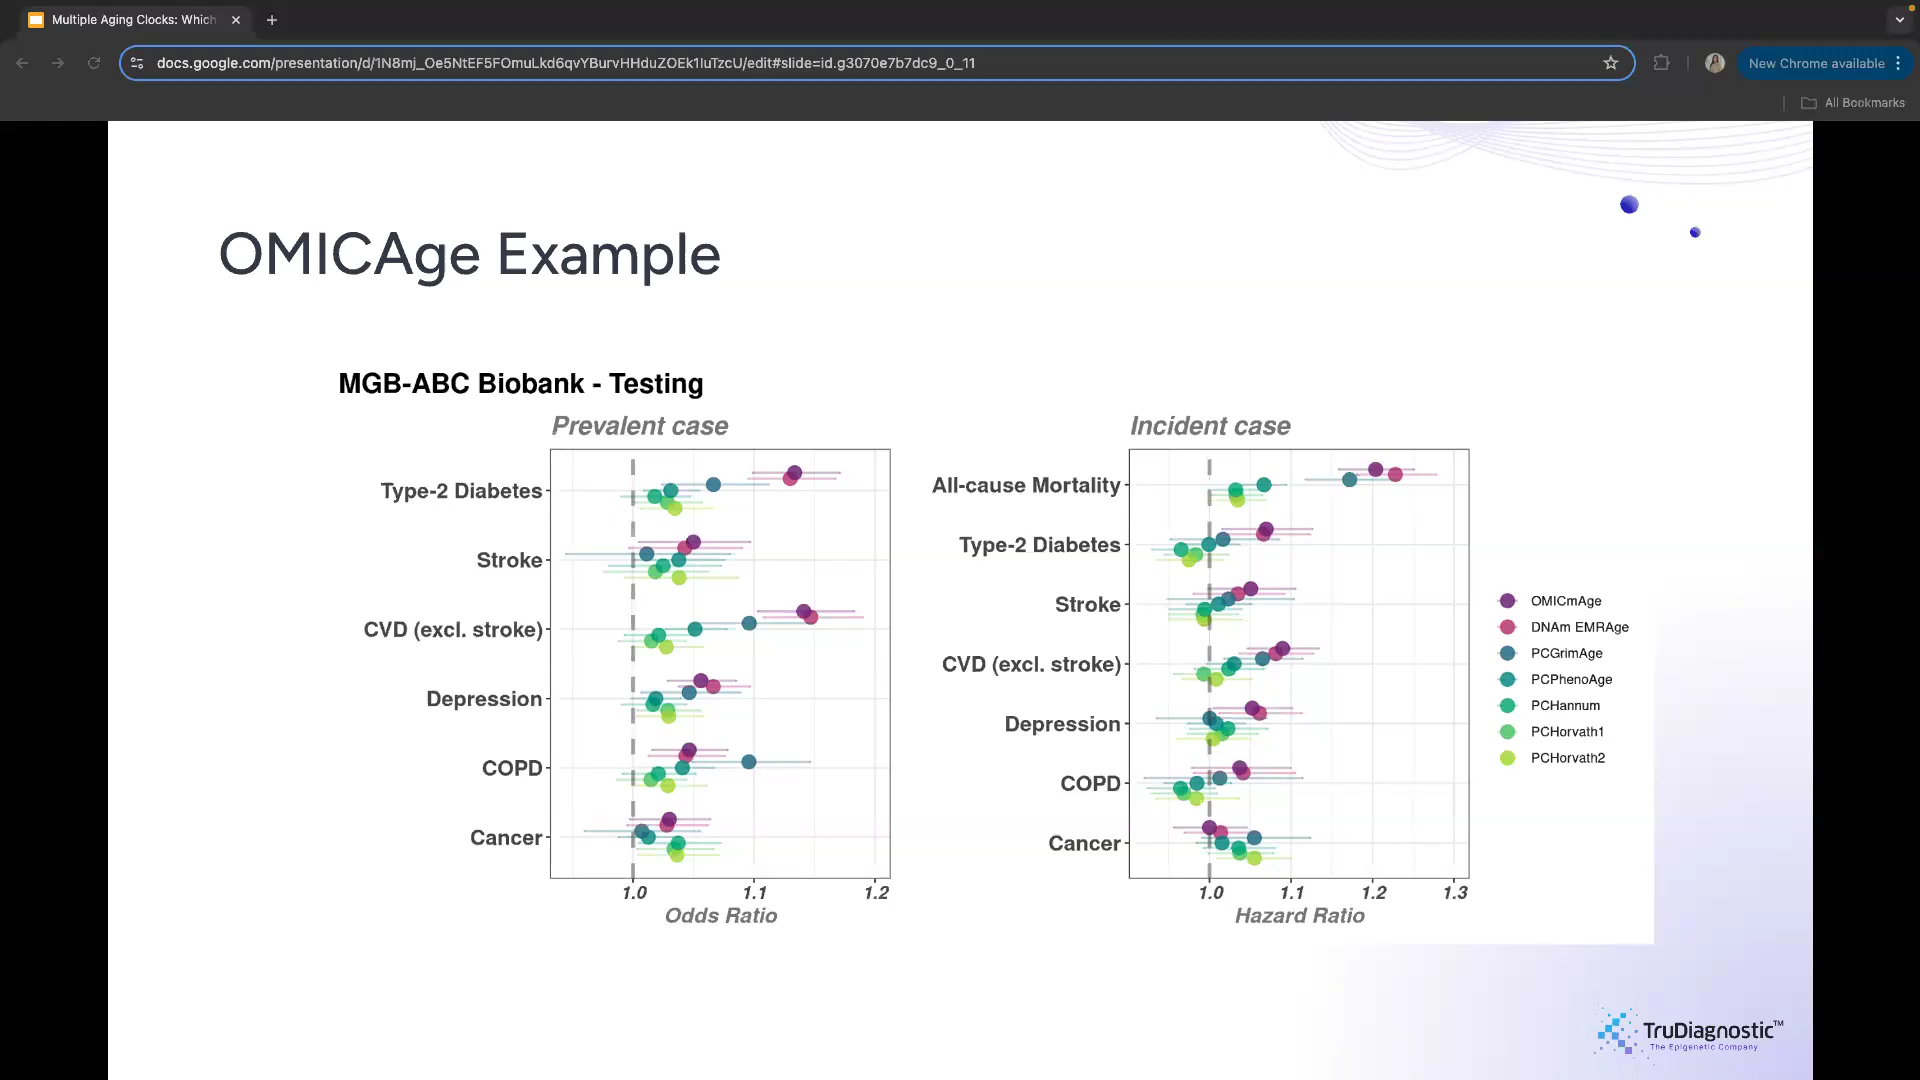 Multiple Aging Clocks: Which
docs.google.com/presentation/d/1N8mj_Oe5NtEF5FOmuLkd6qvYBurvHHduZOEk1IuTzcU/edit#slide=id.g3070e7b7dc9_0_11
New Chrome available
All Bookmarks
OMICAge Example
MGB-ABC Biobank - Testing
Prevalent case
Type-2 Diabetes
Stroke
CVD (excl. stroke)
Depression
COPD
Cancer
1.0 1.1 1.2
Odds Ratio
Incident case
All-cause Mortality
Type-2 Diabetes
Stroke
CVD (excl. stroke)
Depression
COPD
Cancer
1.0 1.1 1.2 1.3
Hazard Ratio
OMICmAge
DNAm EMRAge
PCGrimAge
PCPhenoAge
PCHannum
PCHorvath1
PCHorvath2
TruDiagnostic™
The Epigenetic Company